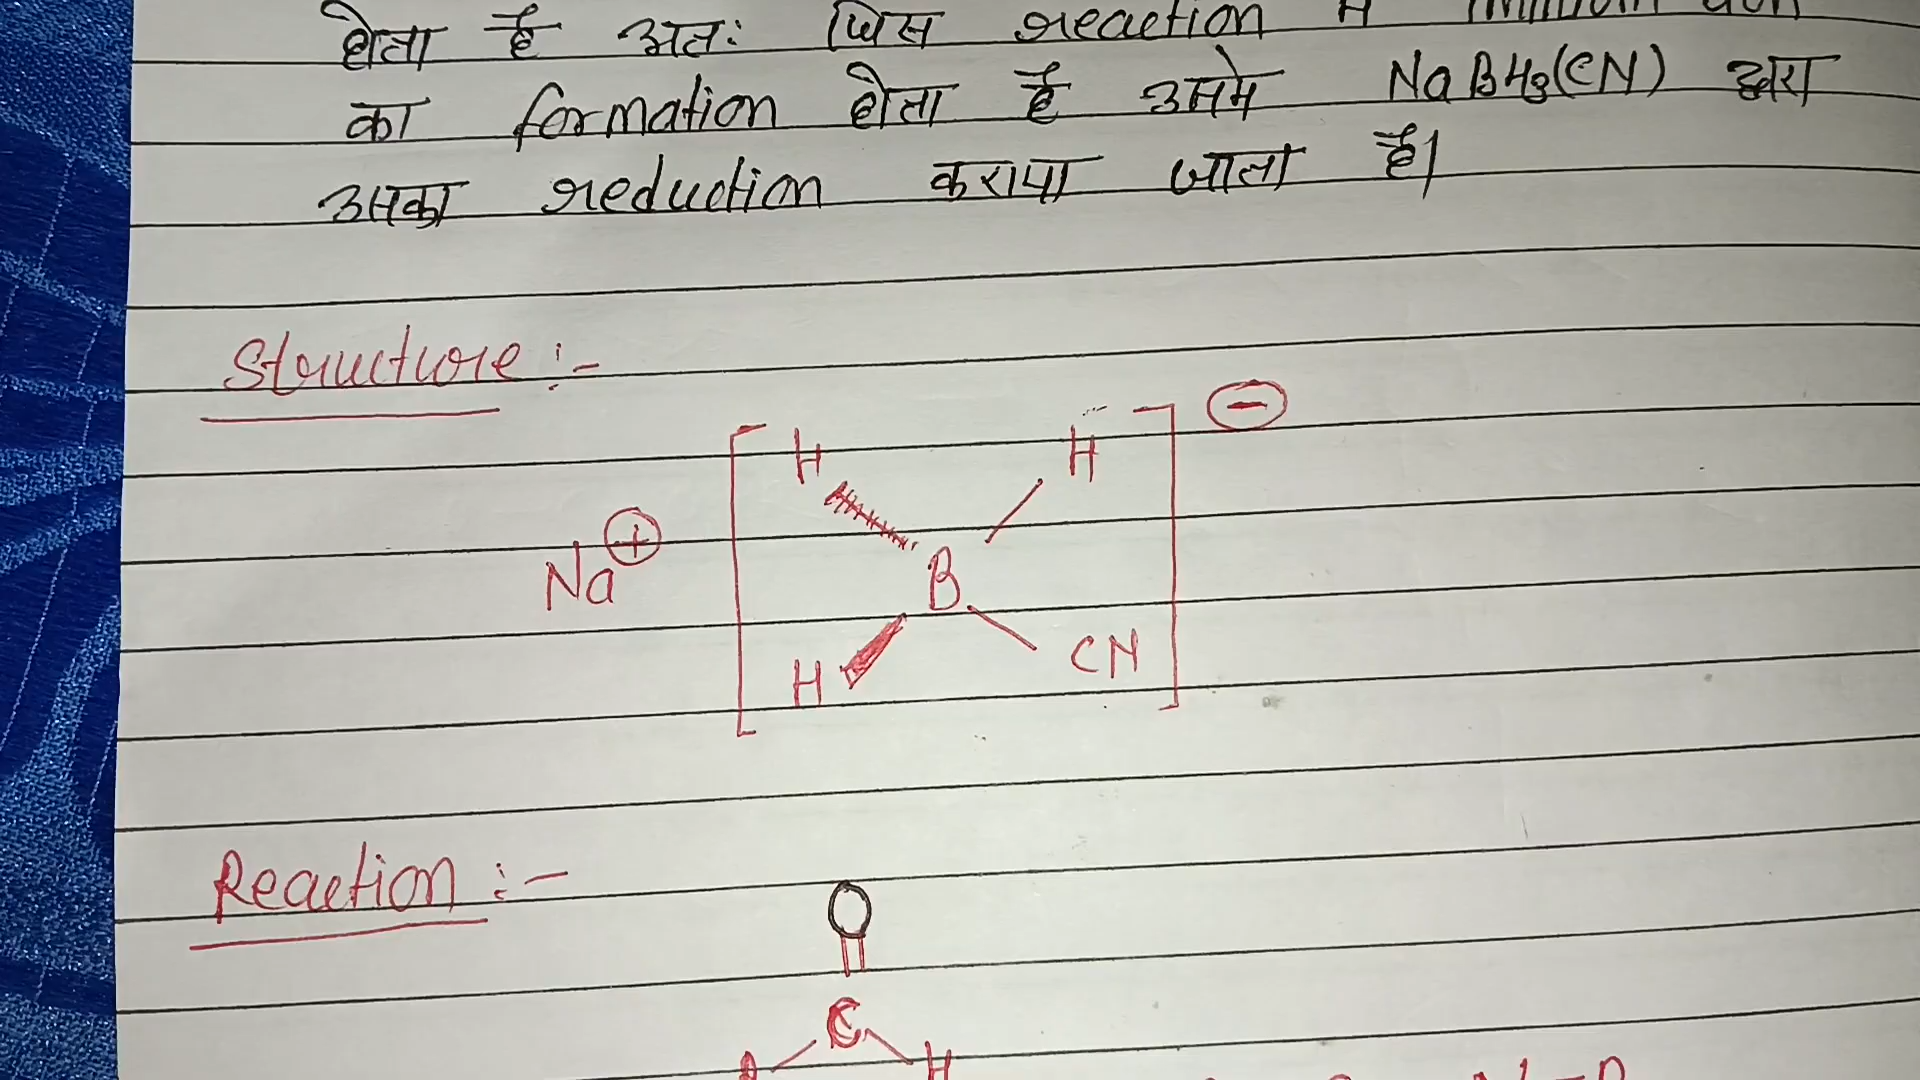 होता है अतः जिस reaction में
का formation होता है उसमे NaBH3(CN) द्वारा
उसका reduction कराया जाता है।
Structure :-
H H
Na+ B
H CN
Reaction :-
O
C
H